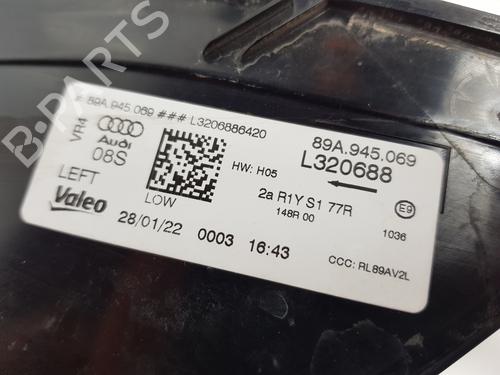 B-PARTS
* 89A.945.069 ### L3206886420
VR4
Audi
08S
LEFT
Valeo
LOW
HW: H05
89A.945.069
L320688
2a R1Y S1 77R
148R 00
E9
1036
28/01/22 0003 16:43
CCC: RL89AV2L